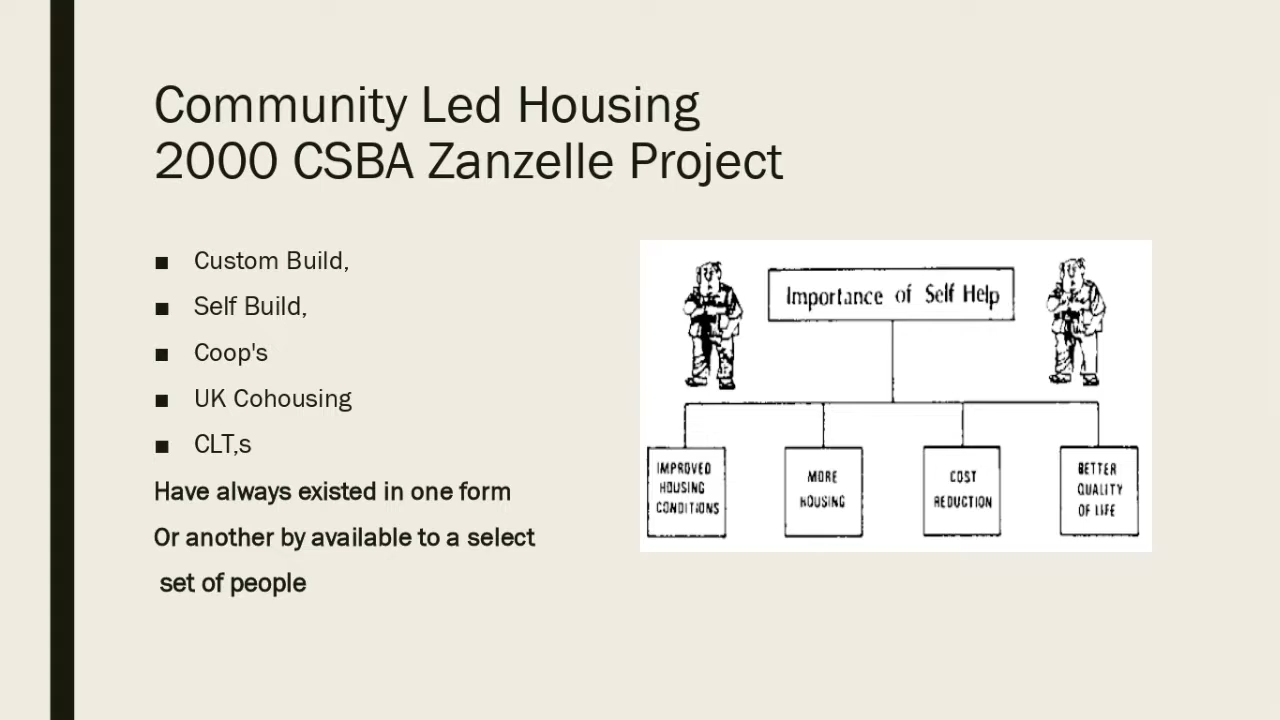 Community Led Housing
2000 CSBA Zanzelle Project
Custom Build,
Self Build,
Coop's
UK Cohousing
CLT,s
Have always existed in one form
Or another by available to a select
set of people
Importance of Self Help
IMPROVED
HOUSING
CONDITIONS
MORE
HOUSING
COST
REDUCTION
BETTER
QUALITY
OF LIFE